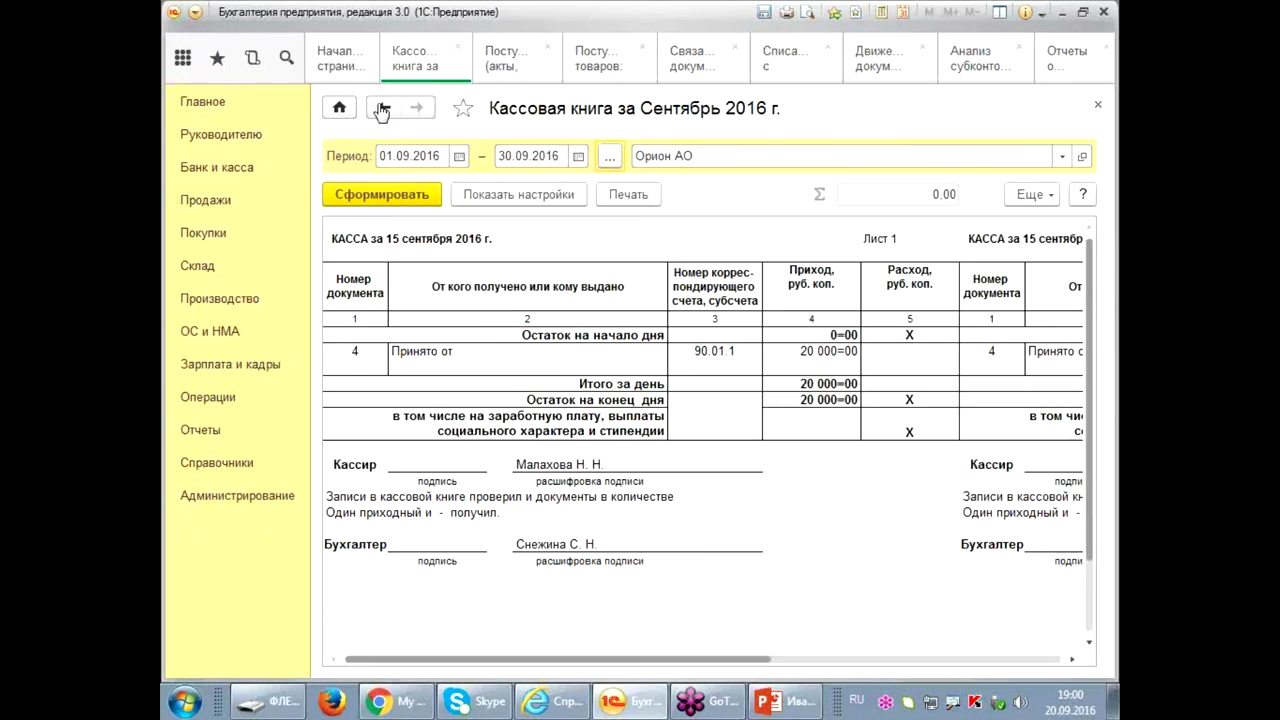 Бухгалтерия предприятия, редакция 3.0 (1С:Предприятие)
M M+ M-
Начал... страни...
Кассо... книга за
Посту... (акты,
Посту... товаров:
Связа... докум...
Списа... с
Движе... докум...
Анализ субконто...
Отчеты о...
Главное
Руководителю
Банк и касса
Продажи
Покупки
Склад
Производство
ОС и НМА
Зарплата и кадры
Операции
Отчеты
Справочники
Администрирование
Кассовая книга за Сентябрь 2016 г.
Период: 01.09.2016 – 30.09.2016 ... Орион АО
Сформировать Показать настройки Печать Σ 0,00 Еще ?
КАССА за 15 сентября 2016 г. Лист 1 КАССА за 15 сентябр
Номер документа От кого получено или кому выдано Номер коррес-пондирующего счета, субсчета Приход, руб. коп. Расход, руб. коп. Номер документа От
1 2 3 4 5 1
Остаток на начало дня 0=00 X
4 Принято от 90.01.1 20 000=00 4 Принято о
Итого за день 20 000=00
Остаток на конец дня 20 000=00 X
в том числе на заработную плату, выплаты в том чи
социального характера и стипендии X с
Кассир Малахова Н. Н. Кассир
подпись расшифровка подписи подпи
Записи в кассовой книге проверил и документы в количестве Записи в кассовой кн
Один приходный и - получил. Один приходный и -
Бухгалтер Снежина С. Н. Бухгалтер
подпись расшифровка подписи подпи
ФЛЕ... My ... Skype Спр... Бухг... GoT... Ива... RU 19:00
20.09.2016